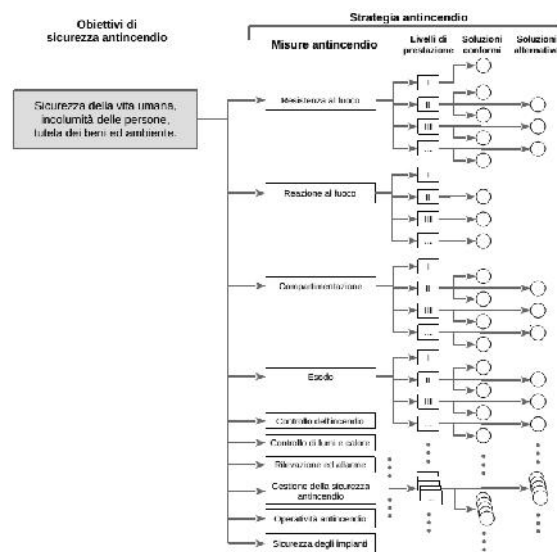 Obiettivi di
sicurezza antincendio
Strategia antincendio
Misure antincendio
Livelli di
prestazione
Soluzioni
conformi
Soluzioni
alternative
Sicurezza della vita umana,
incolumità delle persone,
tutela dei beni ed ambiente.
Resistenza al fuoco
I
II
III
...
Reazione al fuoco
I
II
III
...
Compartimentazione
I
II
III
...
Esodo
I
II
III
...
Controllo dell'incendio
Controllo di fumi e calore
Rilevazione ed allarme
Gestione della sicurezza
antincendio
...
Operatività antincendio
Sicurezza degli impianti